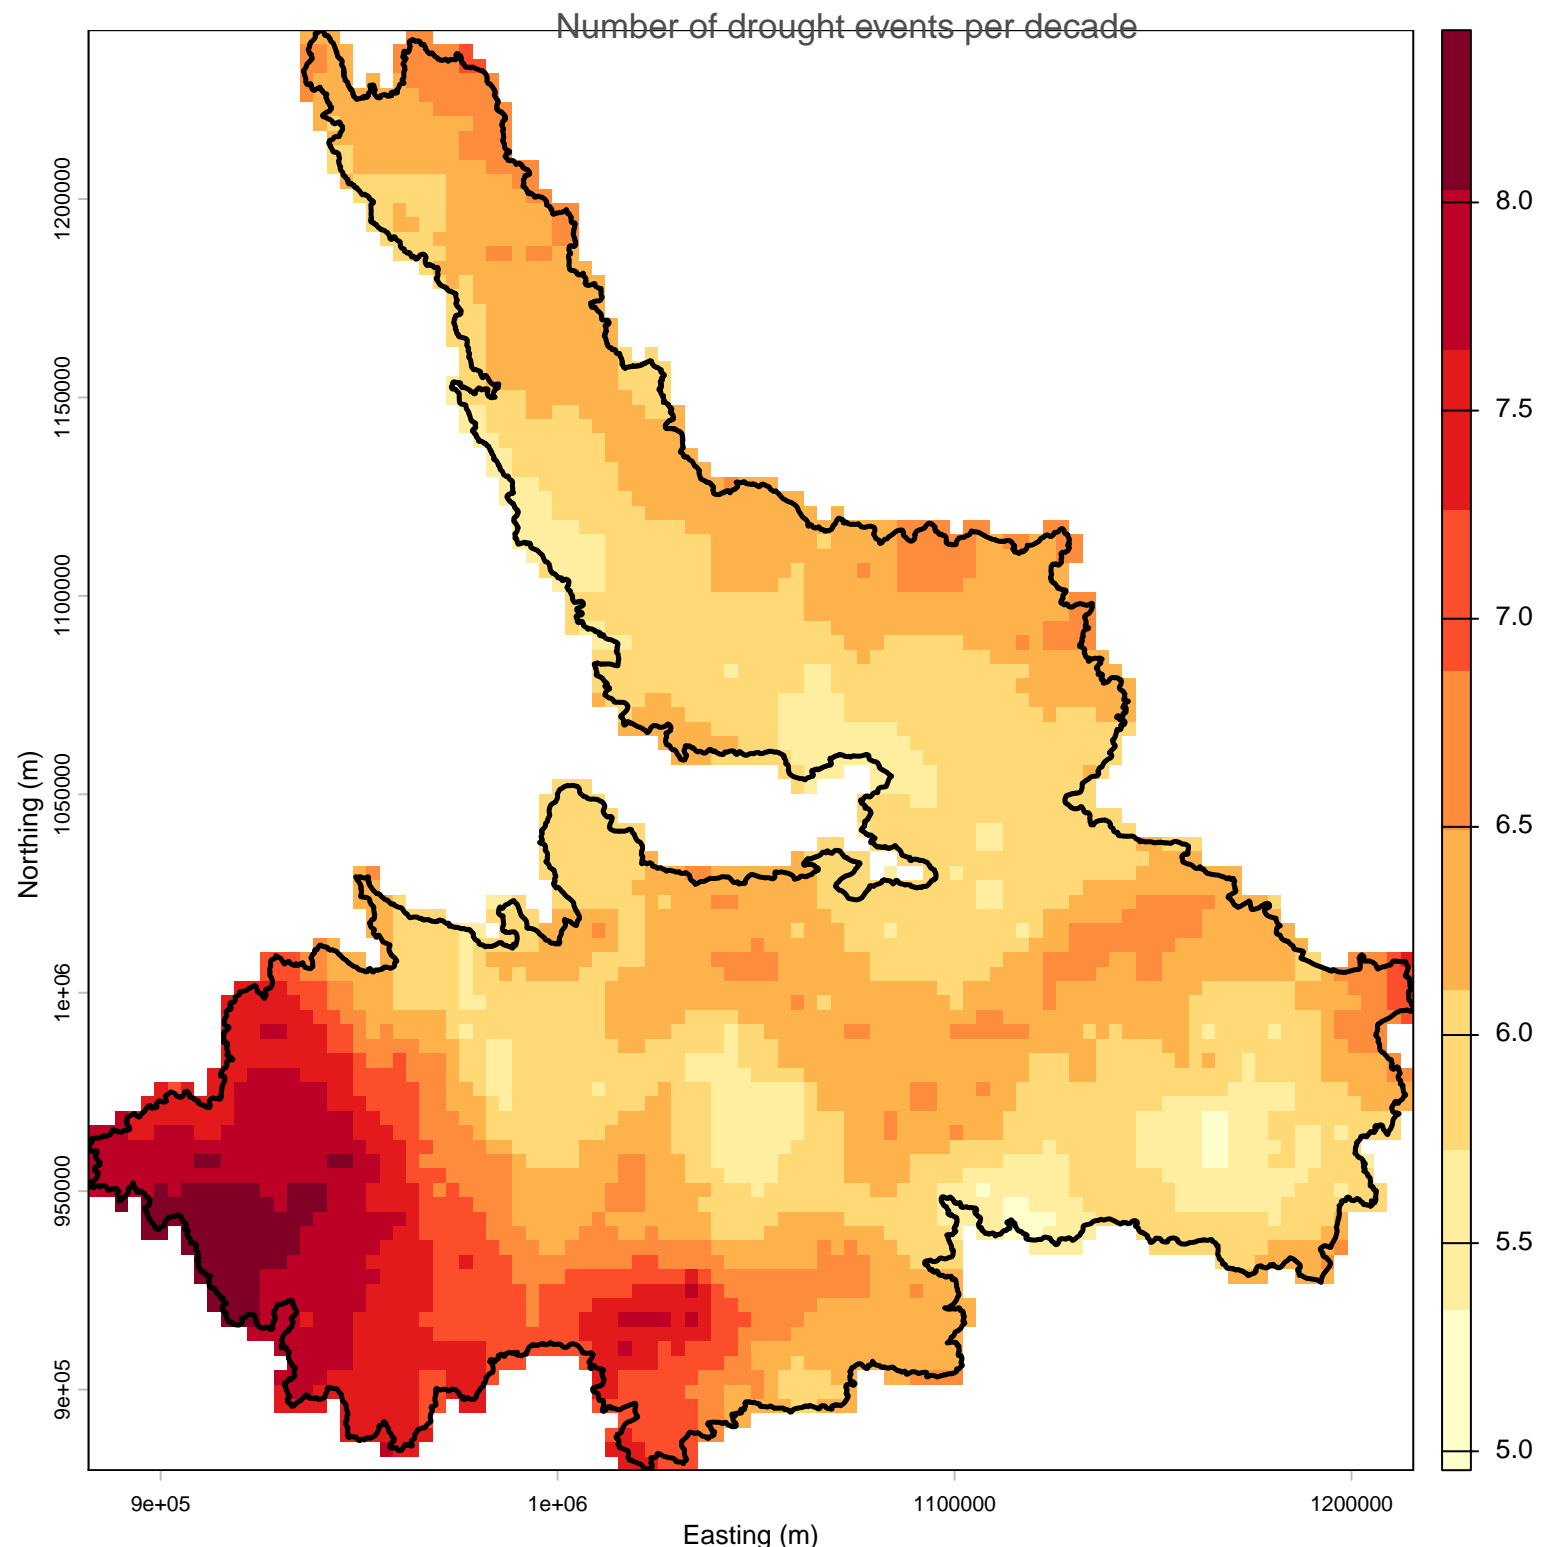 Number of drought events per decade
Northing (m)
1200000
1150000
1100000
1050000
1e+06
950000
9e+05
9e+05
1e+06
1100000
1200000
Easting (m)
8.0
7.5
7.0
6.5
6.0
5.5
5.0